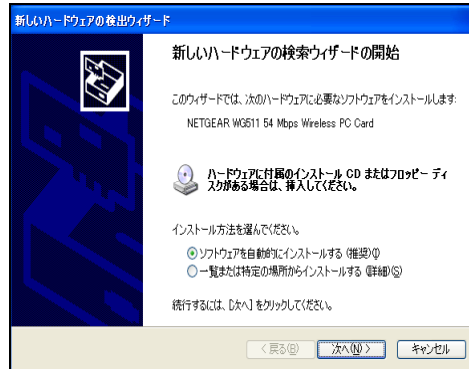 新しいハードウェアの検出ウィザード
新しいハードウェアの検索ウィザードの開始
このウィザードでは、次のハードウェアに必要なソフトウェアをインストールします:
NETGEAR WG511 54 Mbps Wireless PC Card
ハードウェアに付属のインストール CD またはフロッピー ディ
スクがある場合は、挿入してください。
インストール方法を選んでください。
ソフトウェアを自動的にインストールする (推奨)(I)
一覧または特定の場所からインストールする (詳細)(S)
続行するには、[次へ] をクリックしてください。
< 戻る(B)
次へ(N) >
キャンセル